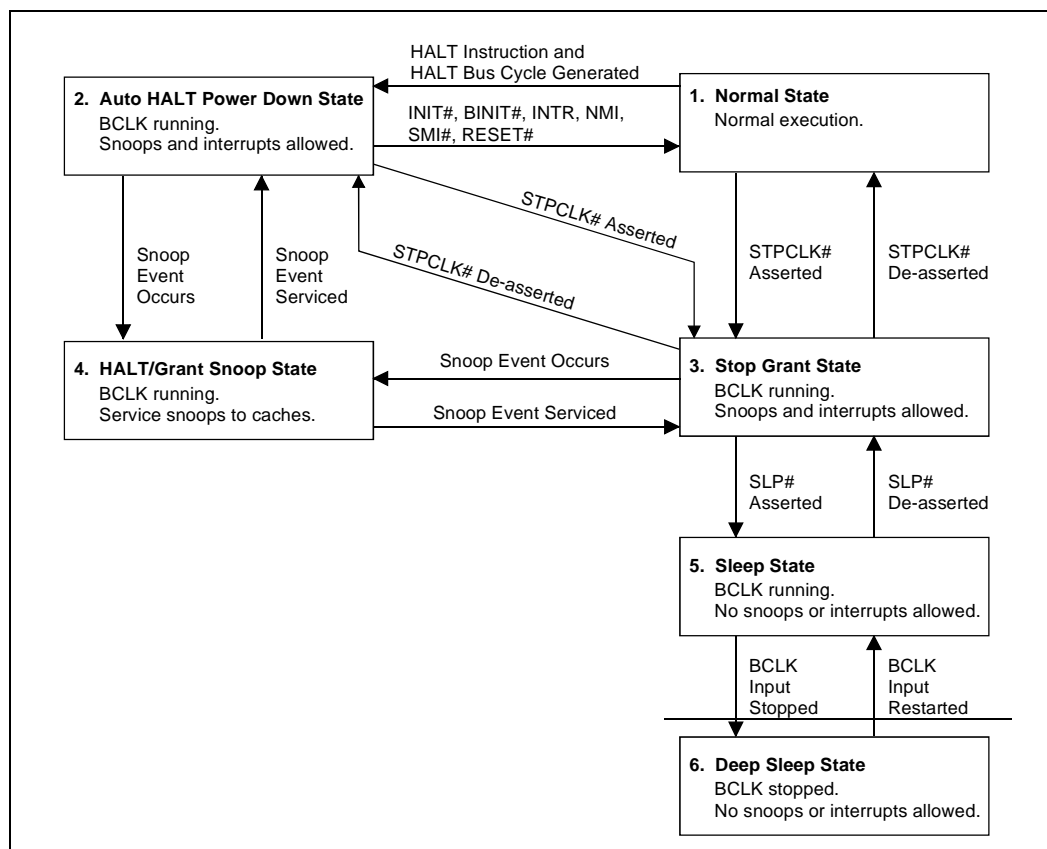 HALT Instruction and
HALT Bus Cycle Generated
2. Auto HALT Power Down State
BCLK running.
Snoops and interrupts allowed.
INIT#, BINIT#, INTR, NMI,
SMI#, RESET#
1. Normal State
Normal execution.
STPCLK# Asserted
STPCLK# De-asserted
Snoop
Event
Occurs
Snoop
Event
Serviced
STPCLK#
Asserted
STPCLK#
De-asserted
4. HALT/Grant Snoop State
BCLK running.
Service snoops to caches.
Snoop Event Occurs
Snoop Event Serviced
3. Stop Grant State
BCLK running.
Snoops and interrupts allowed.
SLP#
Asserted
SLP#
De-asserted
5. Sleep State
BCLK running.
No snoops or interrupts allowed.
BCLK
Input
Stopped
BCLK
Input
Restarted
6. Deep Sleep State
BCLK stopped.
No snoops or interrupts allowed.